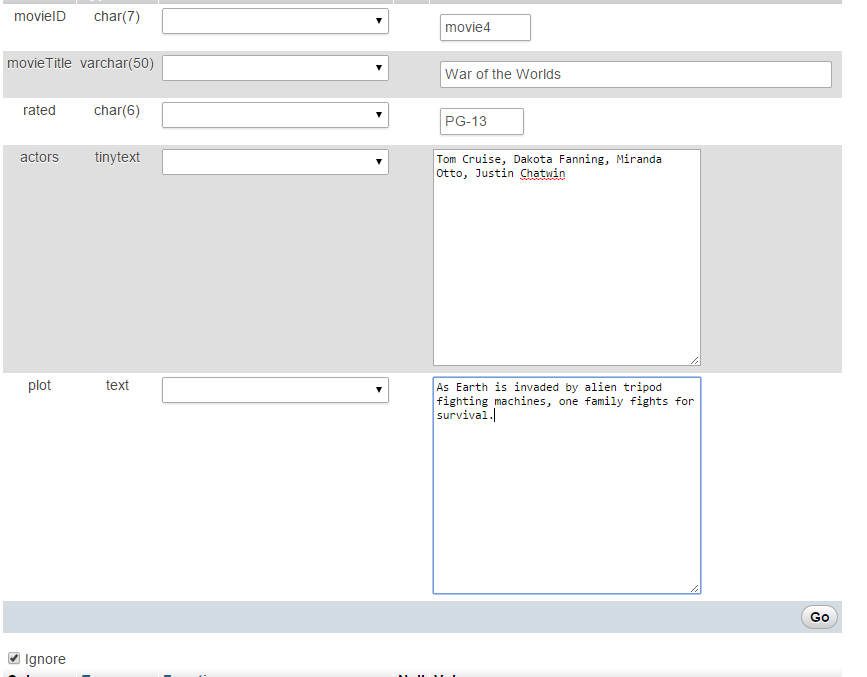 movieID char(7) movie4
movieTitle varchar(50) War of the Worlds
rated char(6) PG-13
actors tinytext Tom Cruise, Dakota Fanning, Miranda
Otto, Justin Chatwin
plot text As Earth is invaded by alien tripod
fighting machines, one family fights for
survival.
Go
Ignore